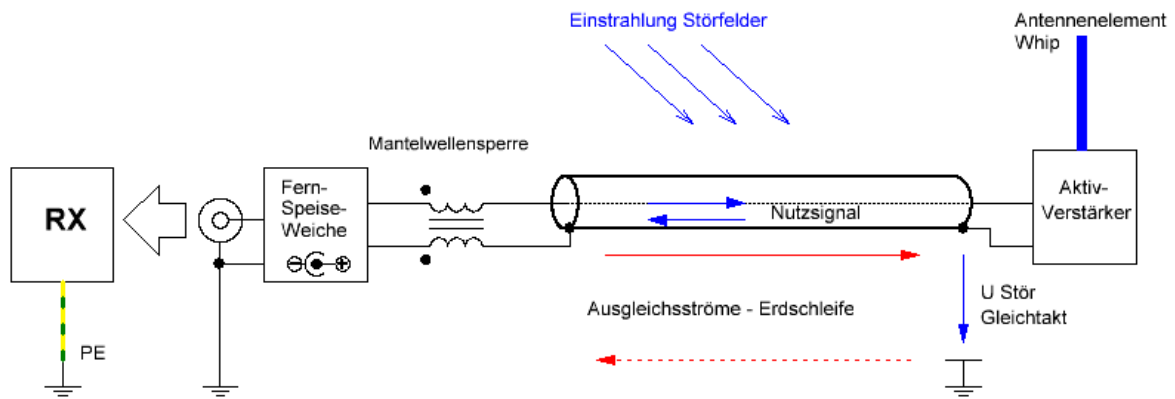 Einstrahlung Störfelder
Antennenelement
Whip
Mantelwellensperre
RX
Fern-
Speise-
Weiche
Nutzsignal
Aktiv-
Verstärker
Ausgleichsströme - Erdschleife
U Stör
Gleichtakt
PE